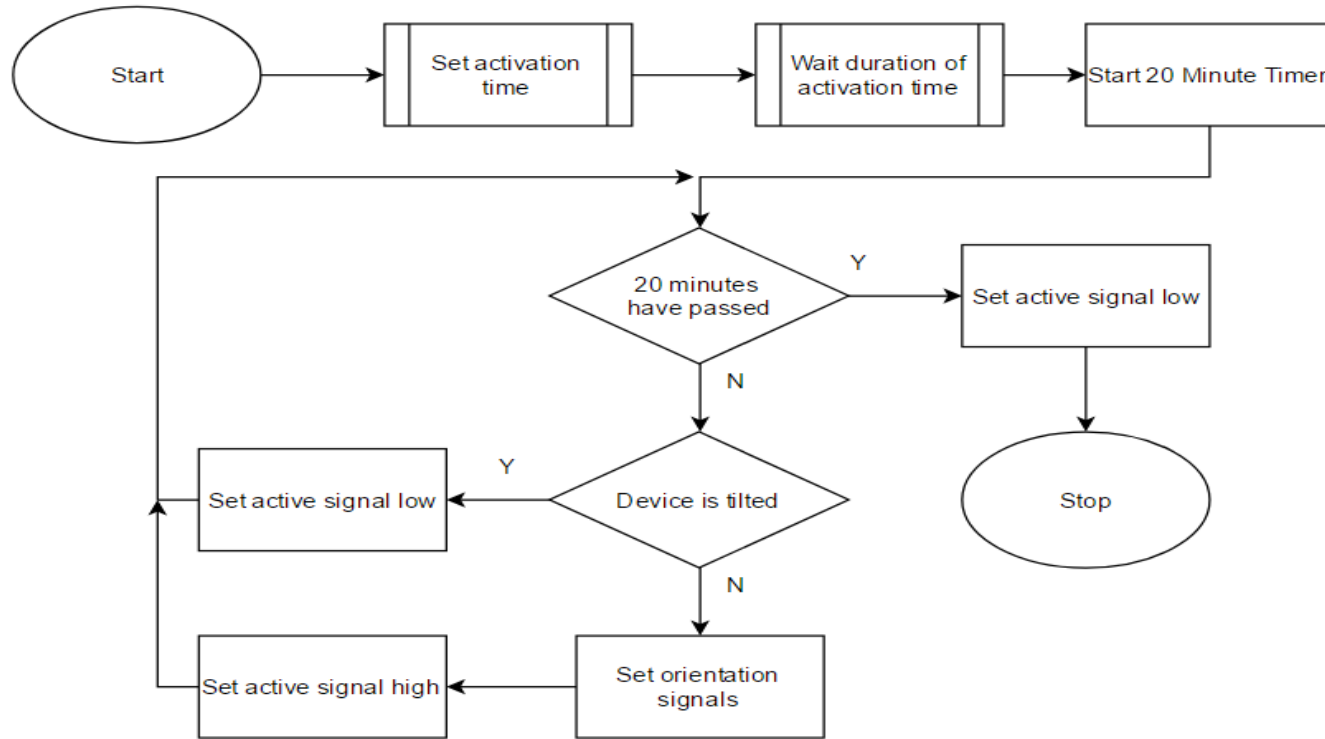 Start
Set activation
time
Wait duration of
activation time
Start 20 Minute Timer
20 minutes
have passed
Y
Set active signal low
N
Y
Set active signal low
Device is tilted
Stop
N
Set active signal high
Set orientation
signals